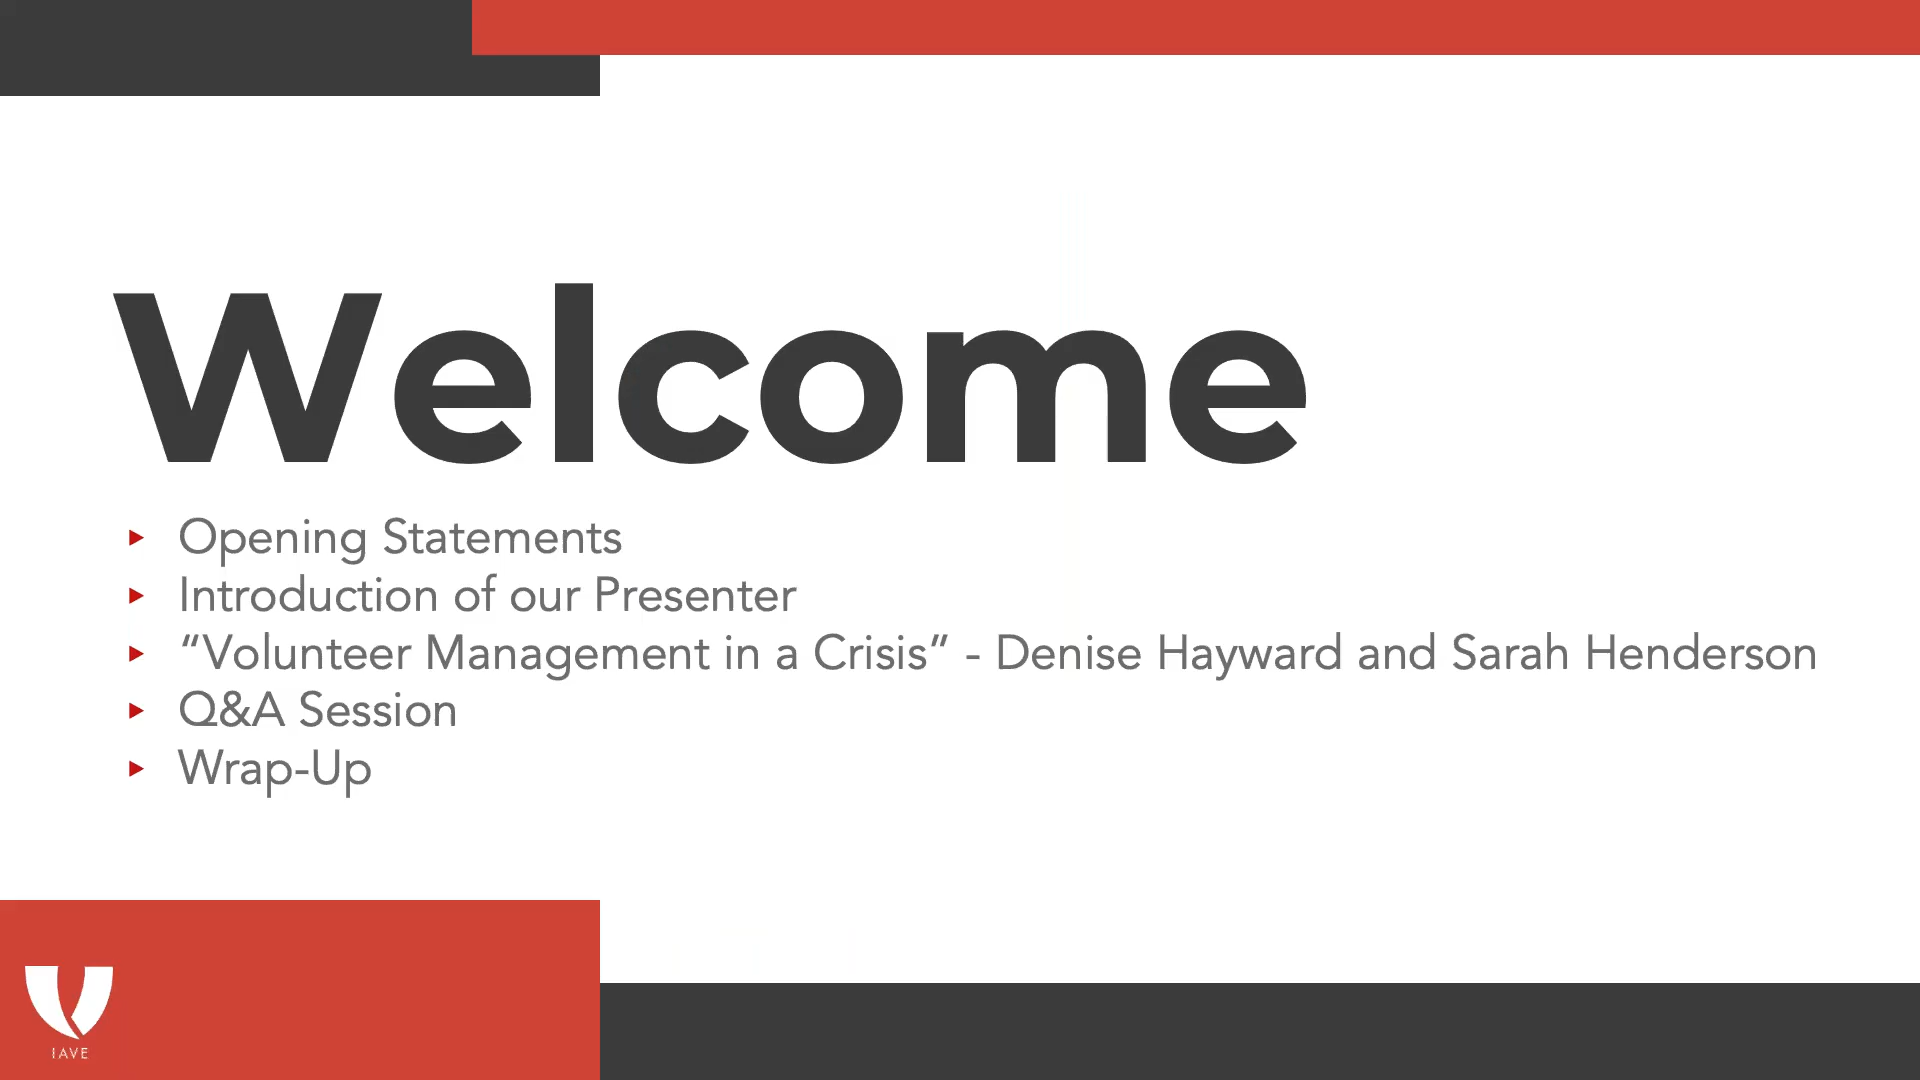 Welcome
▸ Opening Statements
▸ Introduction of our Presenter
▸ “Volunteer Management in a Crisis” - Denise Hayward and Sarah Henderson
▸ Q&A Session
▸ Wrap-Up
IAVE